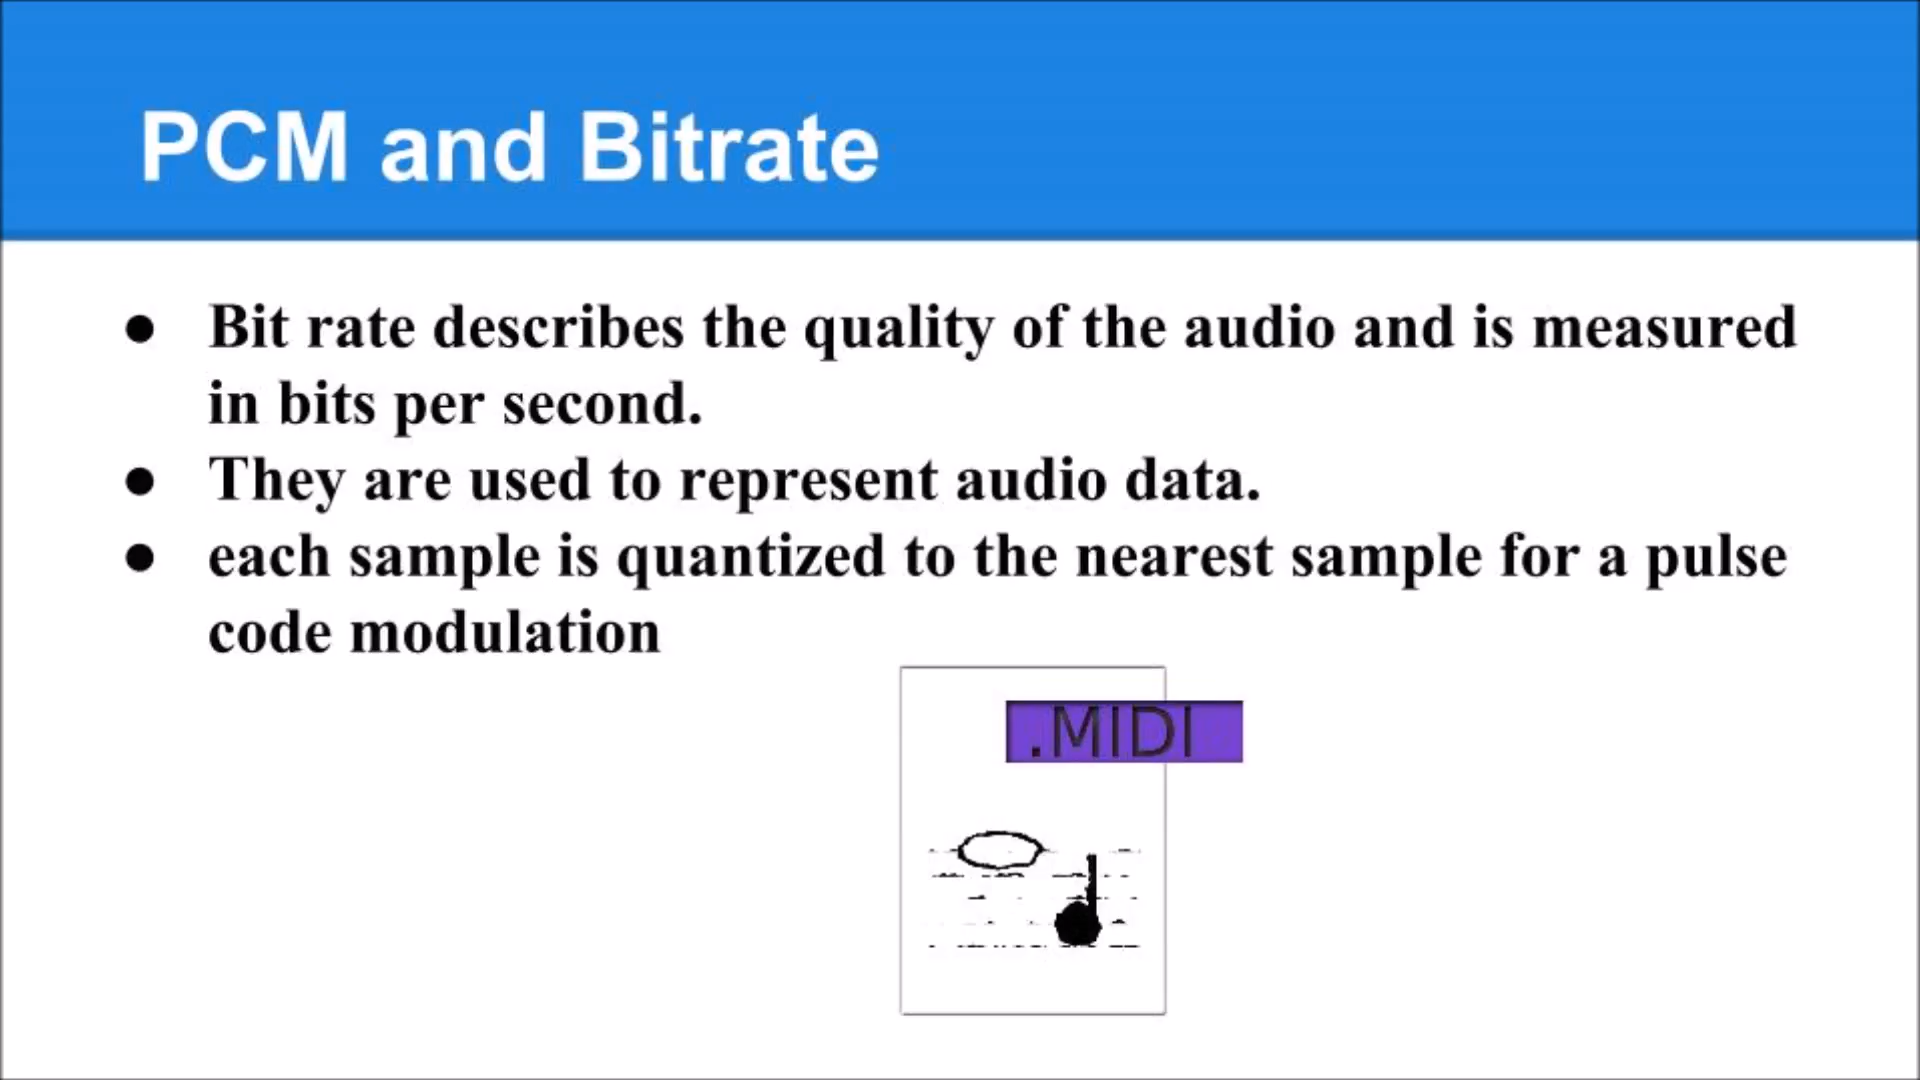 PCM and Bitrate
● Bit rate describes the quality of the audio and is measured
in bits per second.
● They are used to represent audio data.
● each sample is quantized to the nearest sample for a pulse
code modulation
.MIDI